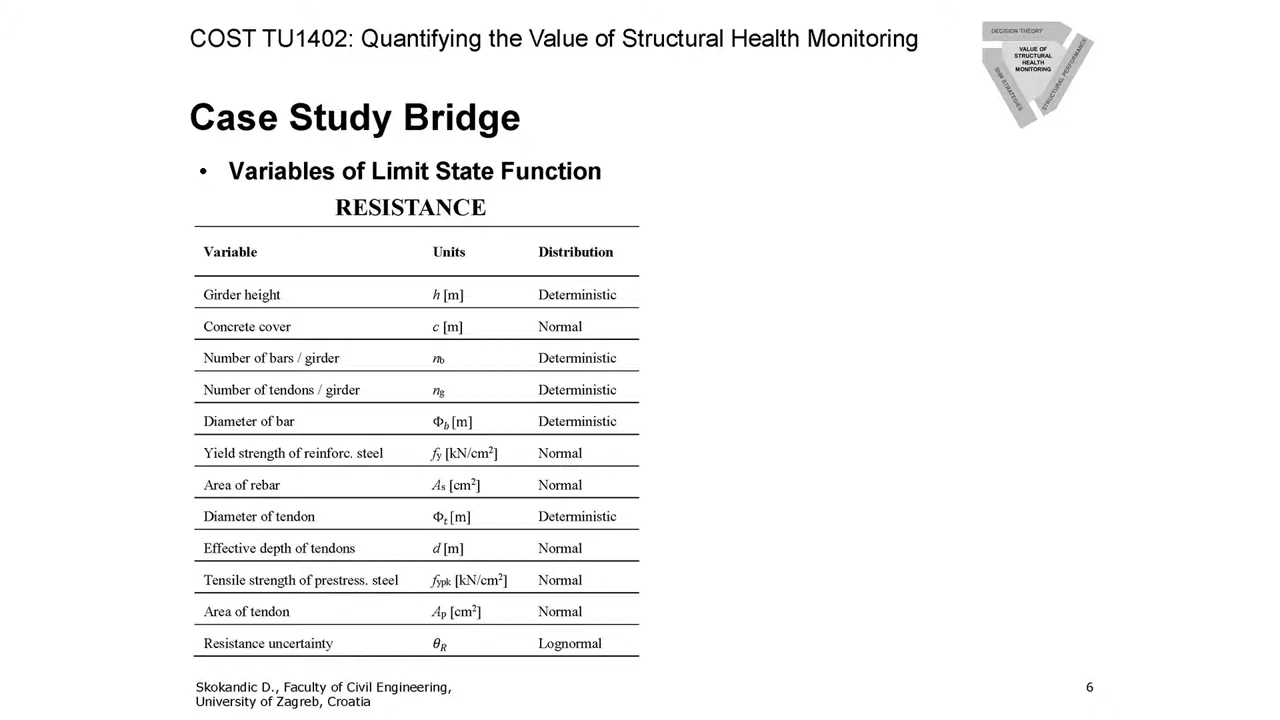 COST TU1402: Quantifying the Value of Structural Health Monitoring
DECISION THEORY
VALUE OF
STRUCTURAL
HEALTH
MONITORING
SHM STRATEGIES
STRUCTURAL PERFORMANCE
Case Study Bridge
• Variables of Limit State Function
RESISTANCE
Variable Units Distribution
Girder height h [m] Deterministic
Concrete cover c [m] Normal
Number of bars / girder nb Deterministic
Number of tendons / girder ng Deterministic
Diameter of bar Φb [m] Deterministic
Yield strength of reinforc. steel fy [kN/cm²] Normal
Area of rebar As [cm²] Normal
Diameter of tendon Φt [m] Deterministic
Effective depth of tendons d [m] Normal
Tensile strength of prestress. steel fypk [kN/cm²] Normal
Area of tendon Ap [cm²] Normal
Resistance uncertainty θR Lognormal
Skokandic D., Faculty of Civil Engineering,
University of Zagreb, Croatia
6